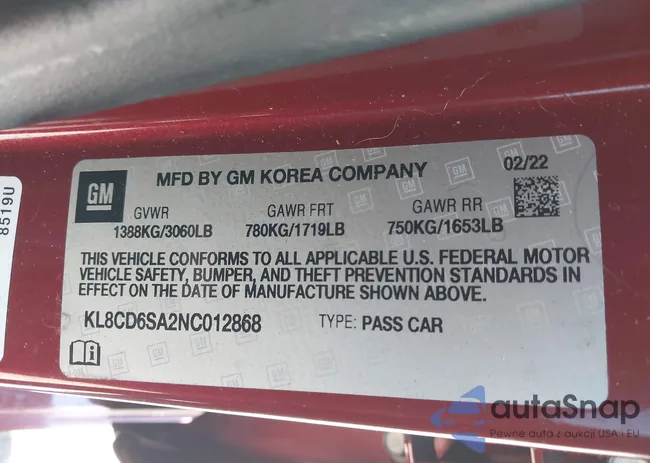 8519U
GM
MFD BY GM KOREA COMPANY
02/22
GVWR GAWR FRT GAWR RR
1388KG/3060LB 780KG/1719LB 750KG/1653LB
THIS VEHICLE CONFORMS TO ALL APPLICABLE U.S. FEDERAL MOTOR
VEHICLE SAFETY, BUMPER, AND THEFT PREVENTION STANDARDS IN
EFFECT ON THE DATE OF MANUFACTURE SHOWN ABOVE.
KL8CD6SA2NC012868 TYPE: PASS CAR
autaSnap
Pewne auta z aukcji USA i EU